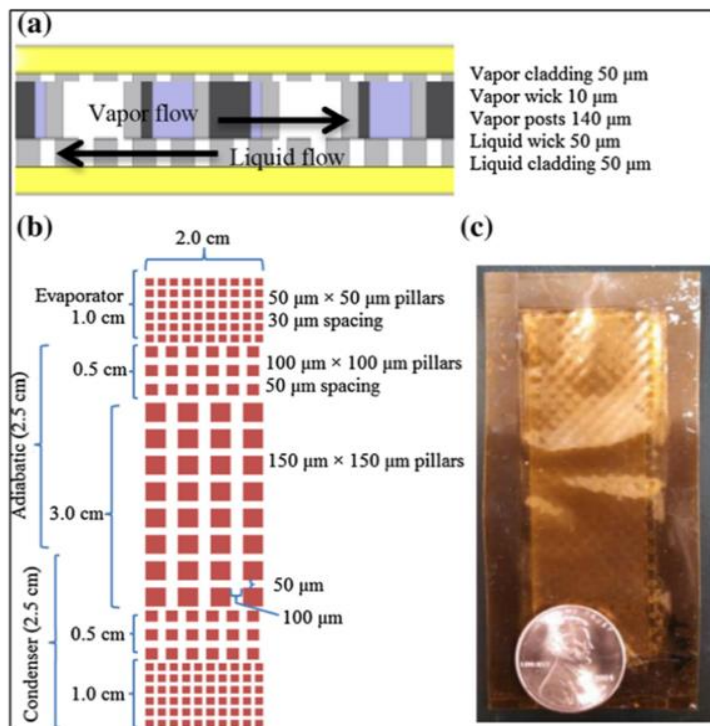 (a)
Vapor flow
Liquid flow
Vapor cladding 50 μm
Vapor wick 10 μm
Vapor posts 140 μm
Liquid wick 50 μm
Liquid cladding 50 μm
(b)
2.0 cm
Evaporator
1.0 cm
50 μm × 50 μm pillars
30 μm spacing
0.5 cm
100 μm × 100 μm pillars
50 μm spacing
Adiabatic (2.5 cm)
150 μm × 150 μm pillars
3.0 cm
50 μm
100 μm
Condenser (2.5 cm)
0.5 cm
1.0 cm
(c)